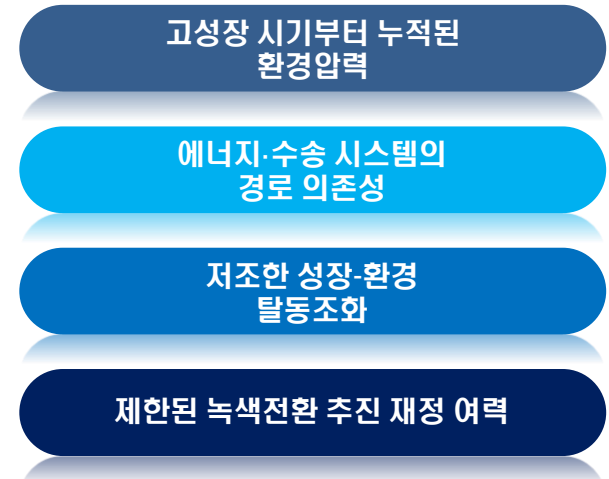 고성장 시기부터 누적된
환경압력
에너지·수송 시스템의
경로 의존성
저조한 성장-환경
탈동조화
제한된 녹색전환 추진 재정 여력